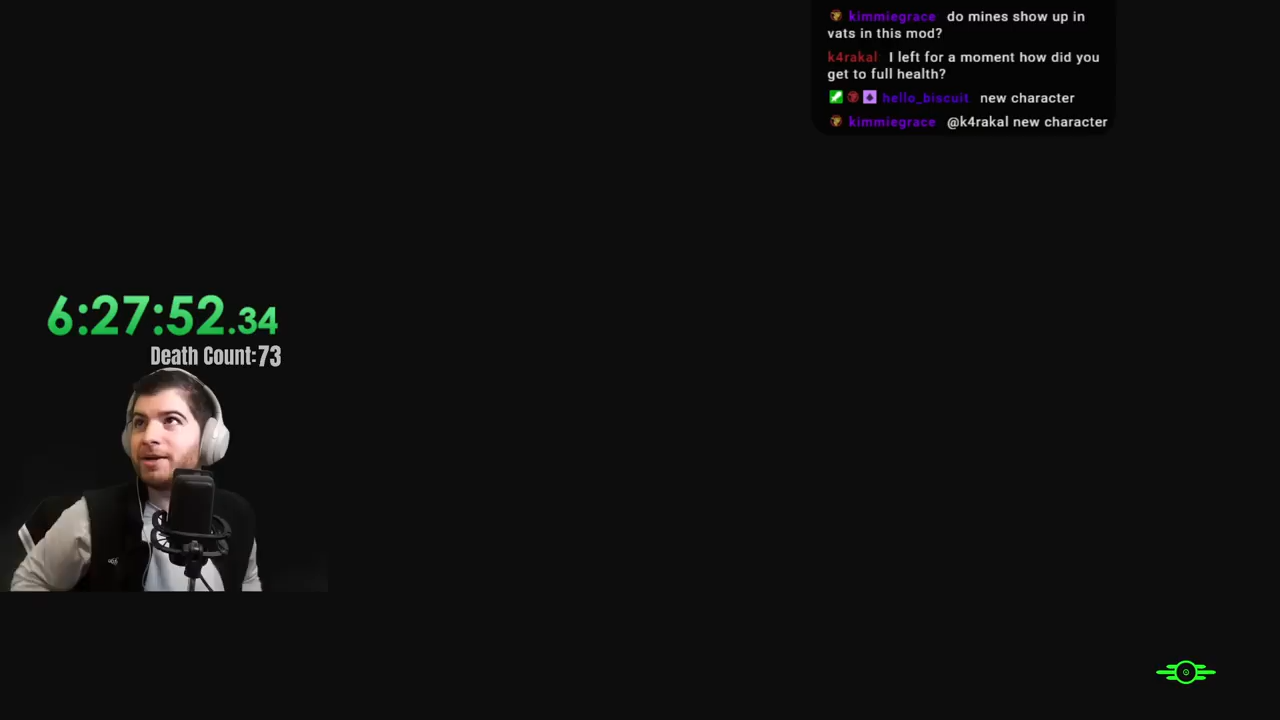 kimmiegrace do mines show up in
vats in this mod?
k4rakal I left for a moment how did you
get to full health?
hello_biscuit new character
kimmiegrace @k4rakal new character
6:27:52.34
Death Count:73